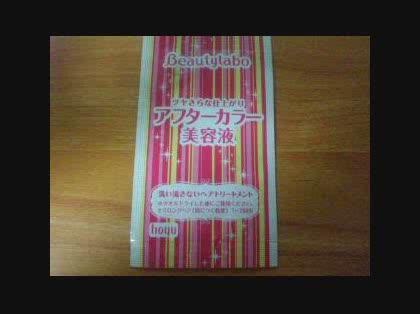 Beautylabo
ツヤさらな仕上がり
アフターカラー
美容液
洗い流さないヘアトリートメント
hoyu